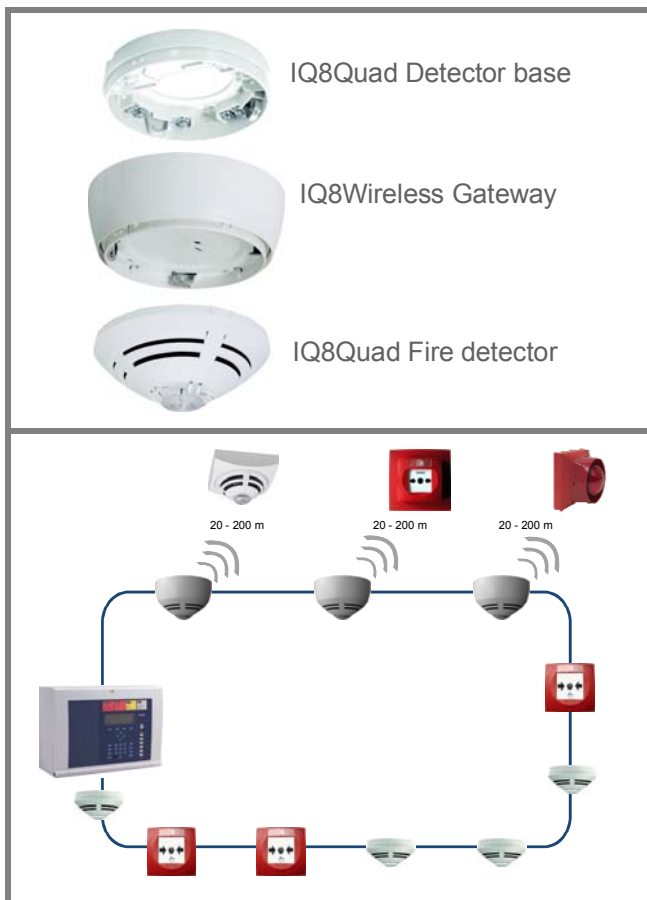 IQ8Quad Detector base
IQ8Wireless Gateway
IQ8Quad Fire detector
20 - 200 m
20 - 200 m
20 - 200 m